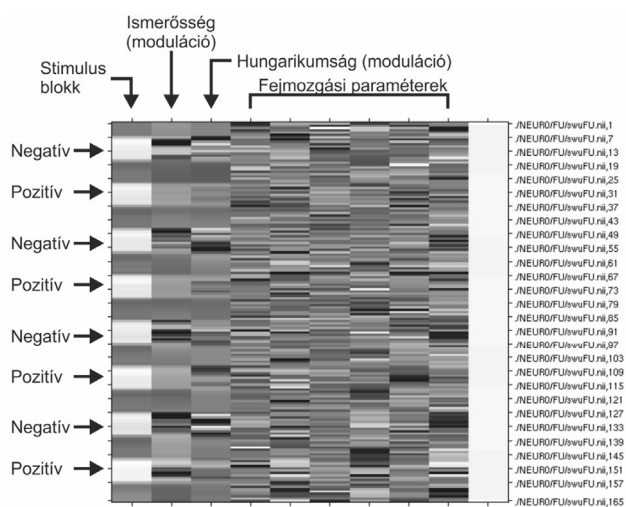 Ismerősség
(moduláció)
Hungarikumság (moduláció)
Stimulus
blokk
Fejmozgási paraméterek
Negatív
Pozitív
Negatív
Pozitív
Negatív
Pozitív
Negatív
Pozitív
./NEUR0/FU/swuFU.nii,1
./NEUR0/FU/swuFU.nii,7
./NEUR0/FU/swuFU.nii,13
./NEUR0/FU/swuFU.nii,19
./NEUR0/FU/swuFU.nii,25
./NEUR0/FU/swuFU.nii,31
./NEUR0/FU/swuFU.nii,37
./NEUR0/FU/swuFU.nii,43
./NEUR0/FU/swuFU.nii,49
./NEUR0/FU/swuFU.nii,55
./NEUR0/FU/swuFU.nii,61
./NEUR0/FU/swuFU.nii,67
./NEUR0/FU/swuFU.nii,73
./NEUR0/FU/swuFU.nii,79
./NEUR0/FU/swuFU.nii,85
./NEUR0/FU/swuFU.nii,91
./NEUR0/FU/swuFU.nii,97
./NEUR0/FU/swuFU.nii,103
./NEUR0/FU/swuFU.nii,109
./NEUR0/FU/swuFU.nii,115
./NEUR0/FU/swuFU.nii,121
./NEUR0/FU/swuFU.nii,127
./NEUR0/FU/swuFU.nii,133
./NEUR0/FU/swuFU.nii,139
./NEUR0/FU/swuFU.nii,145
./NEUR0/FU/swuFU.nii,151
./NEUR0/FU/swuFU.nii,157
./NEUR0/FU/swuFU.nii,165